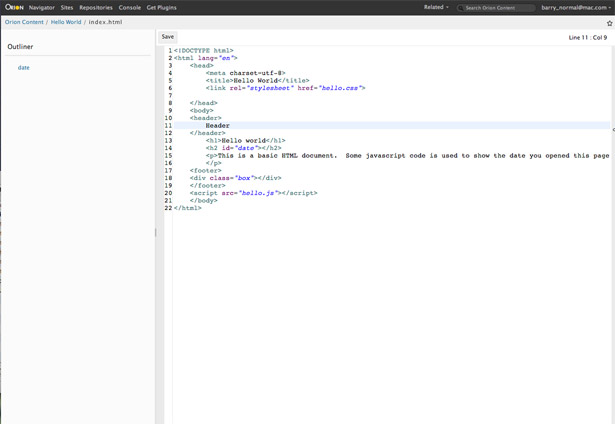 ORION Navigator Sites Repositories Console Get Plugins Related Search Orion Content barry_normal@mac.com
Orion Content / Hello World / index.html
Save
Line 11 : Col 9
Outliner
date
1 <!DOCTYPE html>
2 <html lang="en">
3 <head>
4 <meta charset=utf-8>
5 <title>Hello World</title>
6 <link rel="stylesheet" href="hello.css">
7
8 </head>
9 <body>
10 <header>
11 Header
12 </header>
13 <h1>Hello world</h1>
14 <h2 id="date"></h2>
15 <p>This is a basic HTML document.  Some javascript code is used to show the date you opened this page
16 </p>
17 <footer>
18 <div class="box"></div>
19 </footer>
20 <script src="hello.js"></script>
21 </body>
22 </html>